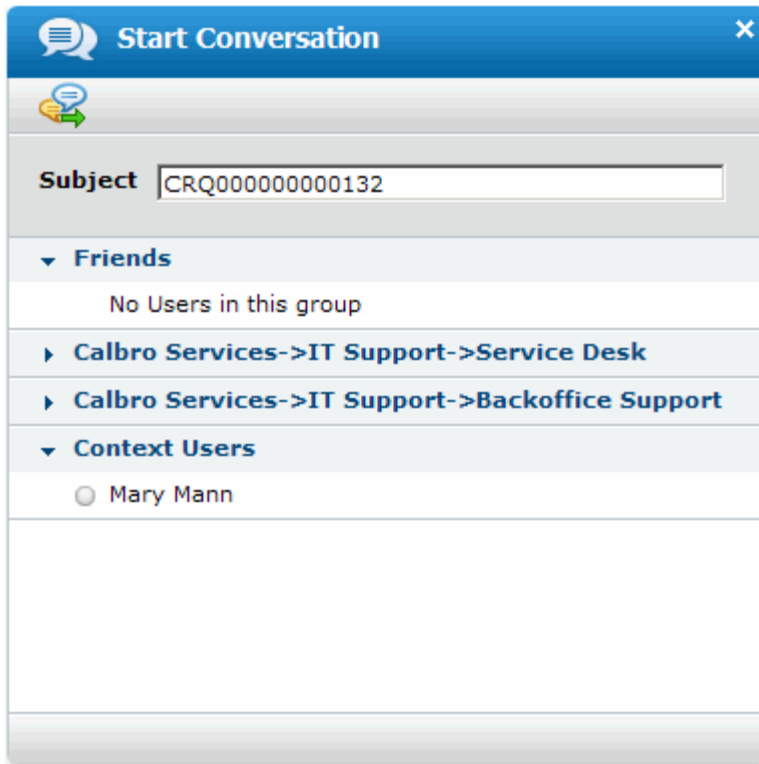 Start Conversation
Subject CRQ000000000132
Friends
No Users in this group
Calbro Services->IT Support->Service Desk
Calbro Services->IT Support->Backoffice Support
Context Users
Mary Mann